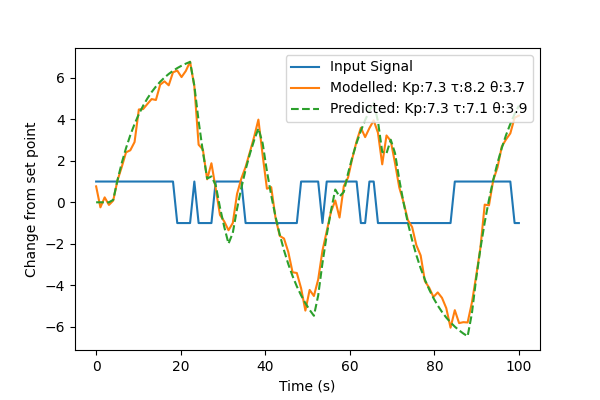 Input Signal
Modelled: Kp:7.3 τ:8.2 θ:3.7
Predicted: Kp:7.3 τ:7.1 θ:3.9
Change from set point
6
4
2
0
−2
−4
−6
0 20 40 60 80 100
Time (s)